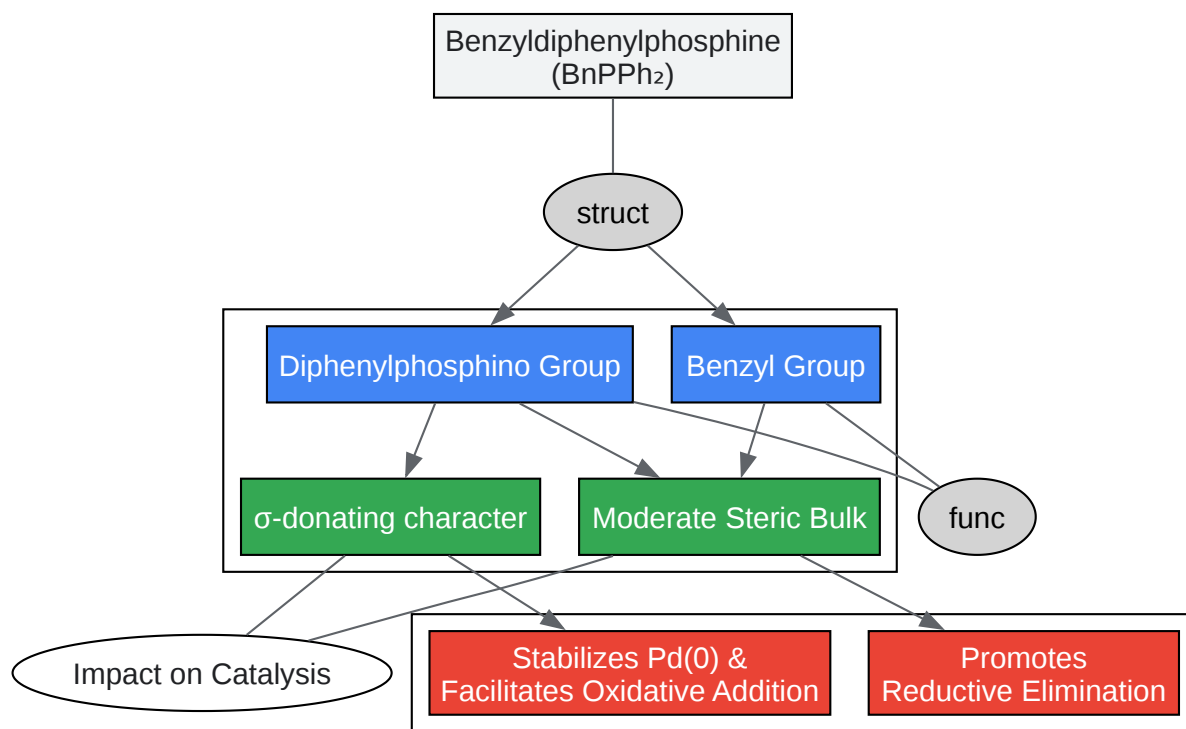 Benzyldiphenylphosphine
(BnPPh₂)
struct
Diphenylphosphino Group
Benzyl Group
σ-donating character
Moderate Steric Bulk
func
Impact on Catalysis
Stabilizes Pd(0) &
Facilitates Oxidative Addition
Promotes
Reductive Elimination